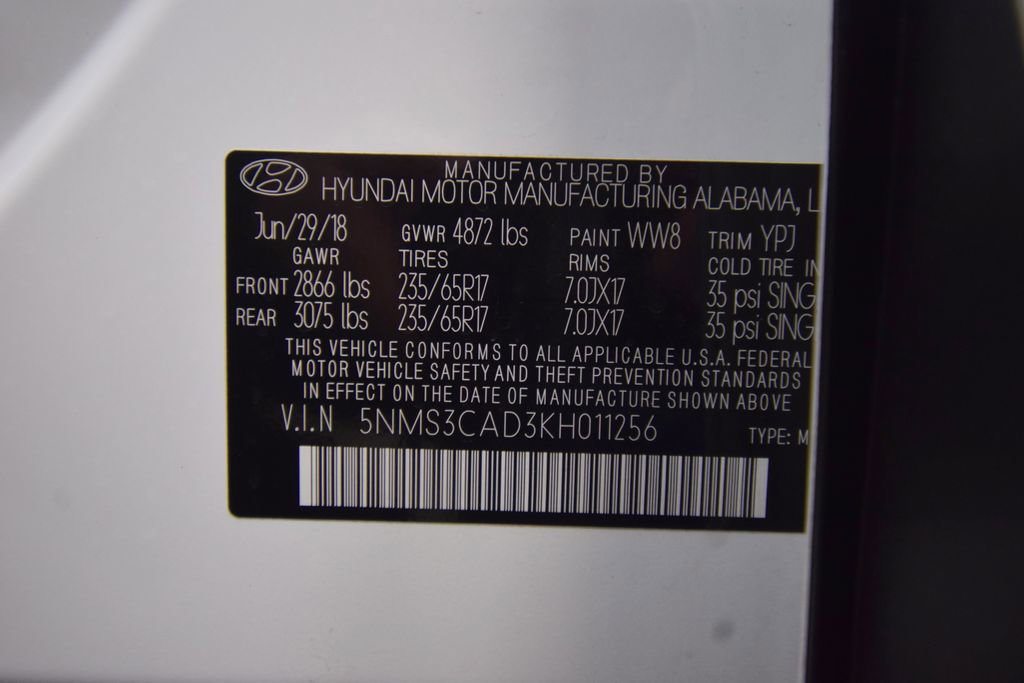 MANUFACTURED BY
HYUNDAI MOTOR MANUFACTURING ALABAMA, L
Jun/29/18 GVWR 4872 lbs PAINT WW8 TRIM YPJ
GAWR TIRES RIMS COLD TIRE IN
FRONT 2866 lbs 235/65R17 7.0JX17 35 psi SING
REAR 3075 lbs 235/65R17 7.0JX17 35 psi SING
THIS VEHICLE CONFORMS TO ALL APPLICABLE U.S.A. FEDERAL
MOTOR VEHICLE SAFETY AND THEFT PREVENTION STANDARDS
IN EFFECT ON THE DATE OF MANUFACTURE SHOWN ABOVE
V.I.N 5NMS3CAD3KH011256 TYPE: M